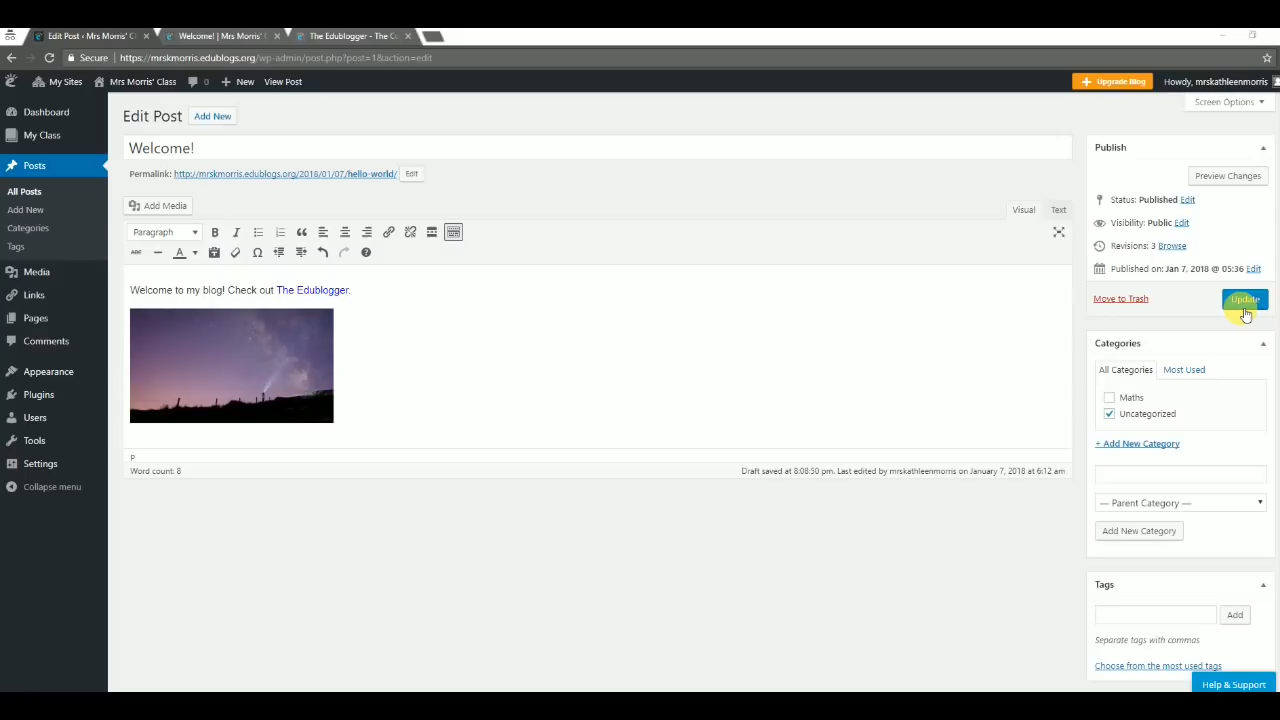 Edit Post ‹ Mrs Morris' C
Welcome! | Mrs Morris'
The Edublogger - The C
Secure https://mrskmorris.edublogs.org/wp-admin/post.php?post=1&action=edit
My Sites Mrs Morris' Class 0 New View Post Upgrade Blog Howdy, mrskathleenmorris
Screen Options
Dashboard
My Class
Posts
All Posts
Add New
Categories
Tags
Media
Links
Pages
Comments
Appearance
Plugins
Users
Tools
Settings
Collapse menu
Edit Post Add New
Welcome!
Permalink: http://mrskmorris.edublogs.org/2018/01/07/hello-world/ Edit
Add Media
Visual Text
Paragraph B I
ABC A
Welcome to my blog! Check out The Edublogger.
P
Word count: 8
Draft saved at 8:08:50 pm. Last edited by mrskathleenmorris on January 7, 2018 at 6:12 am
Publish
Preview Changes
Status: Published Edit
Visibility: Public Edit
Revisions: 3 Browse
Published on: Jan 7, 2018 @ 05:36 Edit
Move to Trash Update
Categories
All Categories Most Used
Maths
Uncategorized
+ Add New Category
— Parent Category —
Add New Category
Tags
Add
Separate tags with commas
Choose from the most used tags
Help & Support